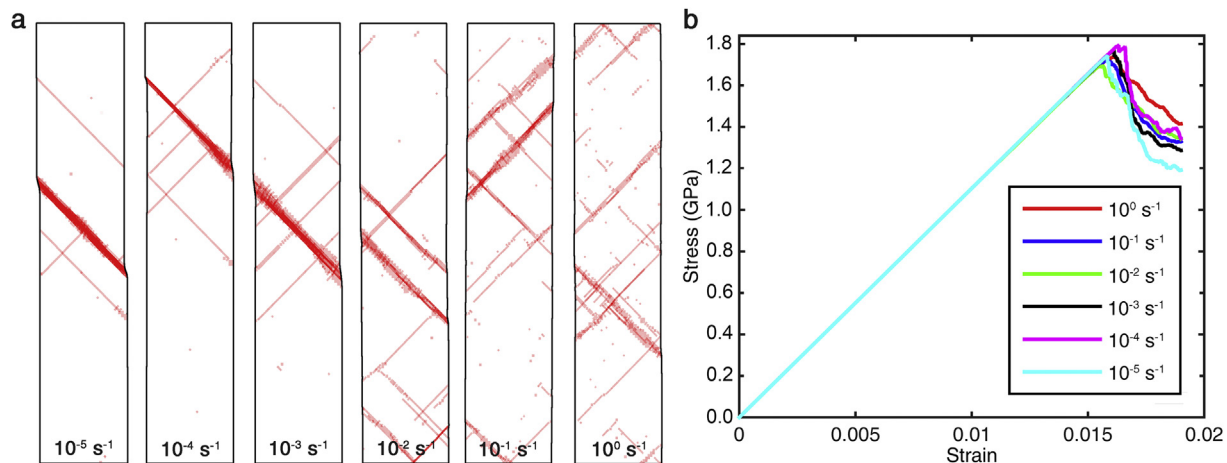 a
10⁻⁵ s⁻¹
10⁻⁴ s⁻¹
10⁻³ s⁻¹
10⁻² s⁻¹
10⁻¹ s⁻¹
10⁰ s⁻¹
b
Stress (GPa)
1.8
1.6
1.4
1.2
1.0
0.8
0.6
0.4
0.2
0.0
0
0.005
0.01
0.015
0.02
Strain
10⁰ s⁻¹
10⁻¹ s⁻¹
10⁻² s⁻¹
10⁻³ s⁻¹
10⁻⁴ s⁻¹
10⁻⁵ s⁻¹